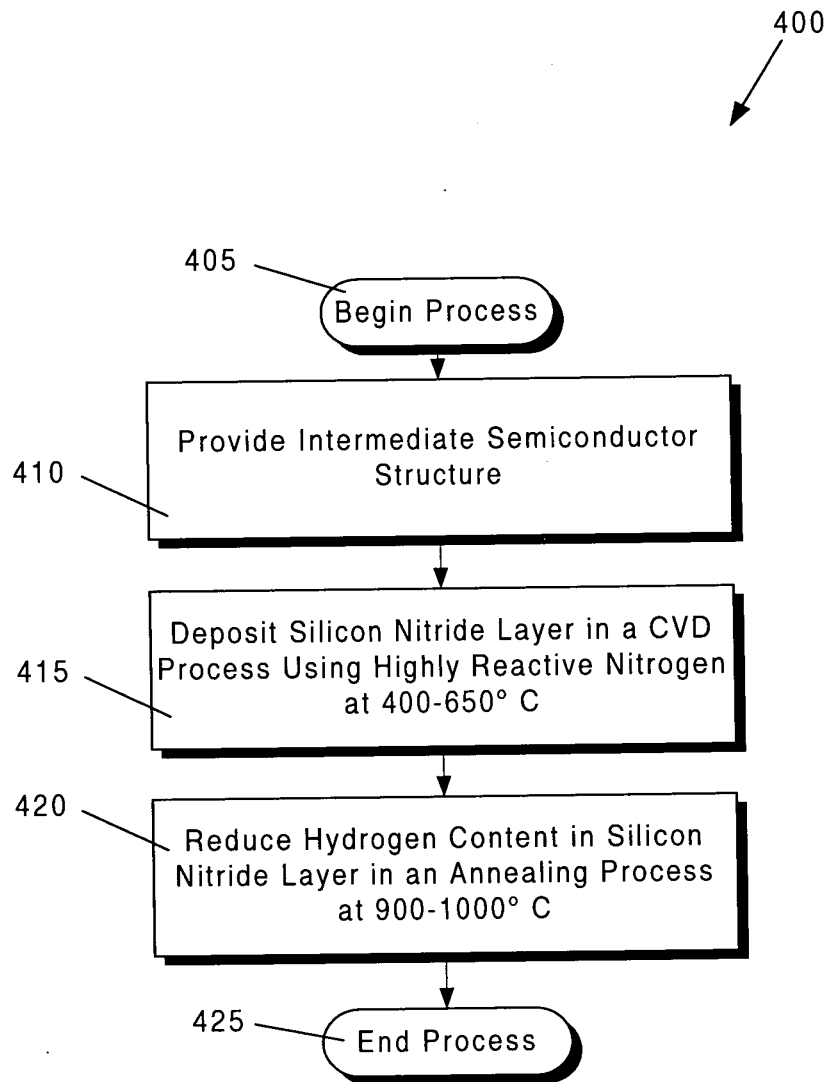 400
405
Begin Process
Provide Intermediate Semiconductor
Structure
410
Deposit Silicon Nitride Layer in a CVD
Process Using Highly Reactive Nitrogen
at 400-650° C
415
420
Reduce Hydrogen Content in Silicon
Nitride Layer in an Annealing Process
at 900-1000° C
425
End Process